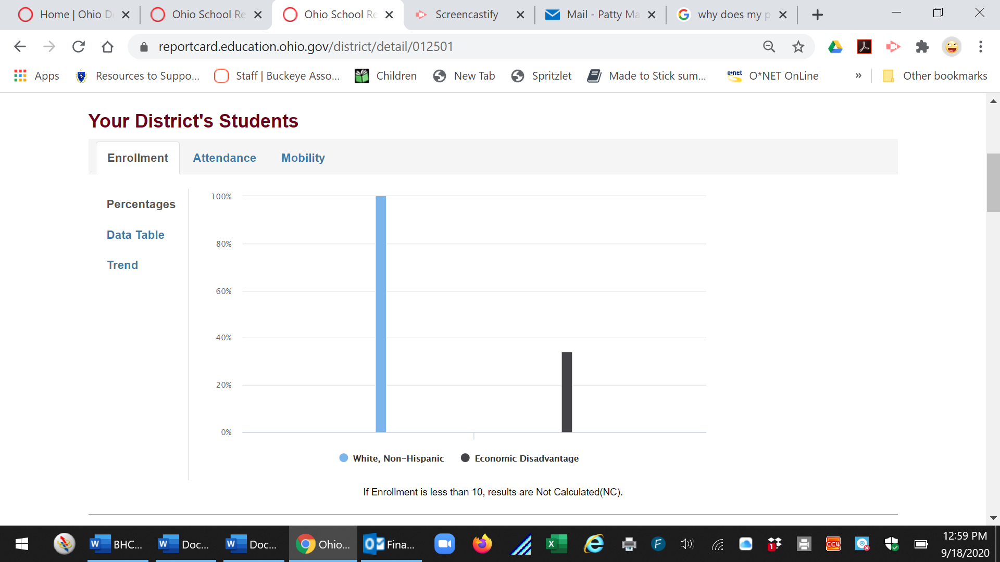 Home | Ohio D
Ohio School Re
Ohio School Re
Screencastify
Mail - Patty Ma
why does my p
reportcard.education.ohio.gov/district/detail/012501
Apps
Resources to Suppo...
Staff | Buckeye Asso...
Children
New Tab
Spritzlet
Made to Stick sum...
O*NET OnLine
»
Other bookmarks
Your District's Students
Enrollment
Attendance
Mobility
Percentages
Data Table
Trend
100%
80%
60%
40%
20%
0%
White, Non-Hispanic
Economic Disadvantage
If Enrollment is less than 10, results are Not Calculated(NC).
BHC...
Doc...
Doc...
Ohio...
Fina...
12:59 PM
9/18/2020